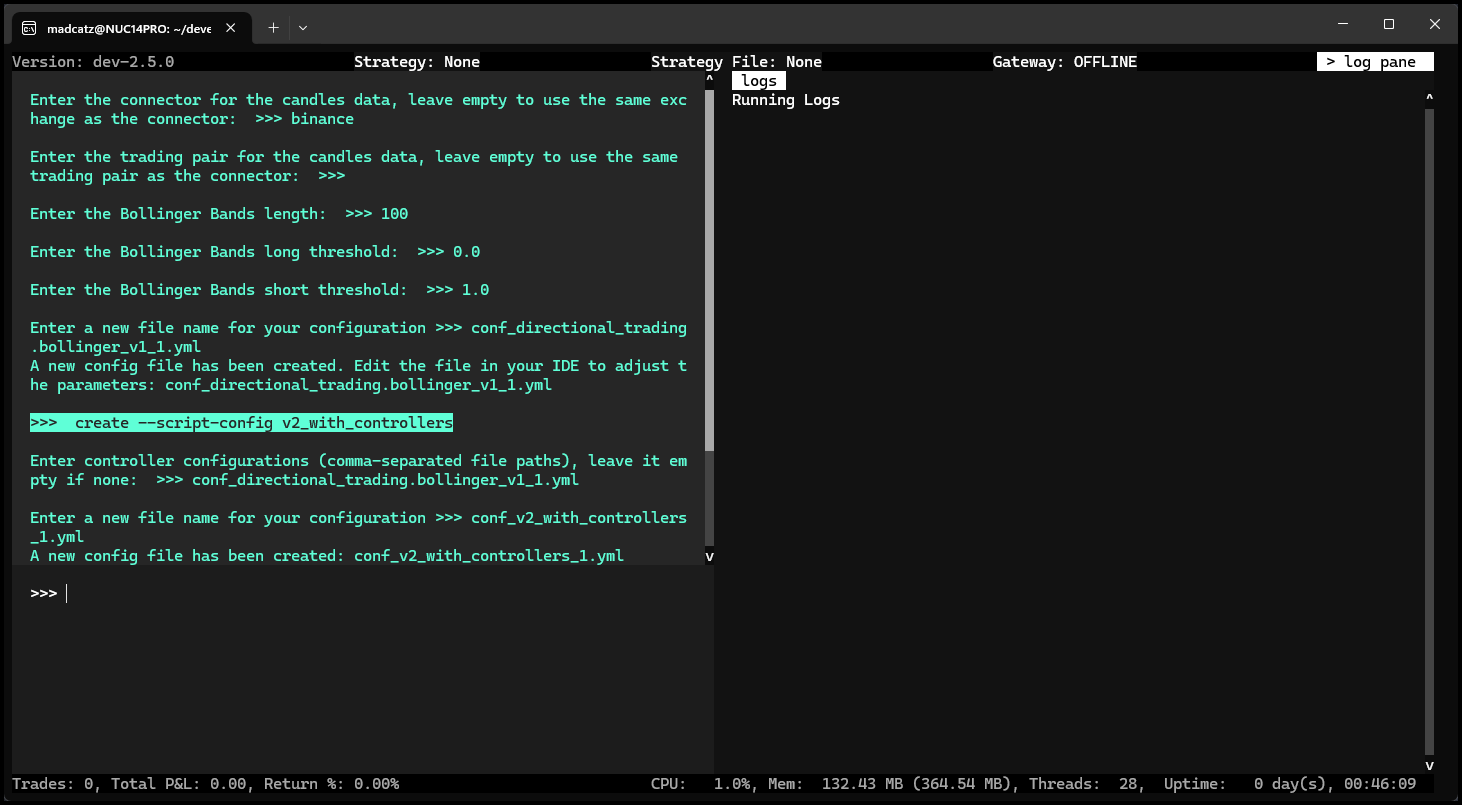 madcatz@NUC14PRO: ~/deve
Version: dev-2.5.0 Strategy: None Strategy File: None Gateway: OFFLINE > log pane
logs
Running Logs
Enter the connector for the candles data, leave empty to use the same exc
hange as the connector:  >>> binance
Enter the trading pair for the candles data, leave empty to use the same
trading pair as the connector:  >>>
Enter the Bollinger Bands length:  >>> 100
Enter the Bollinger Bands long threshold:  >>> 0.0
Enter the Bollinger Bands short threshold:  >>> 1.0
Enter a new file name for your configuration >>> conf_directional_trading
.bollinger_v1_1.yml
A new config file has been created. Edit the file in your IDE to adjust t
he parameters: conf_directional_trading.bollinger_v1_1.yml
>>>  create --script-config v2_with_controllers
Enter controller configurations (comma-separated file paths), leave it em
pty if none:  >>> conf_directional_trading.bollinger_v1_1.yml
Enter a new file name for your configuration >>> conf_v2_with_controllers
_1.yml
A new config file has been created: conf_v2_with_controllers_1.yml
>>>
Trades: 0, Total P&L: 0.00, Return %: 0.00% CPU:   1.0%, Mem:  132.43 MB (364.54 MB), Threads:  28,  Uptime:   0 day(s), 00:46:09